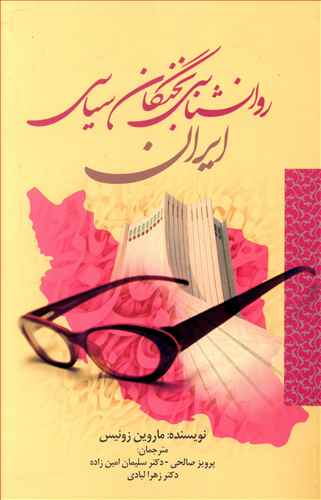 روانشناسی نخبگان سیاسی
ایران
نویسنده: ماروین زونیس
مترجمان:
پرویز صالحی - دکتر سلیمان امین زاده
دکتر زهرا لبادی